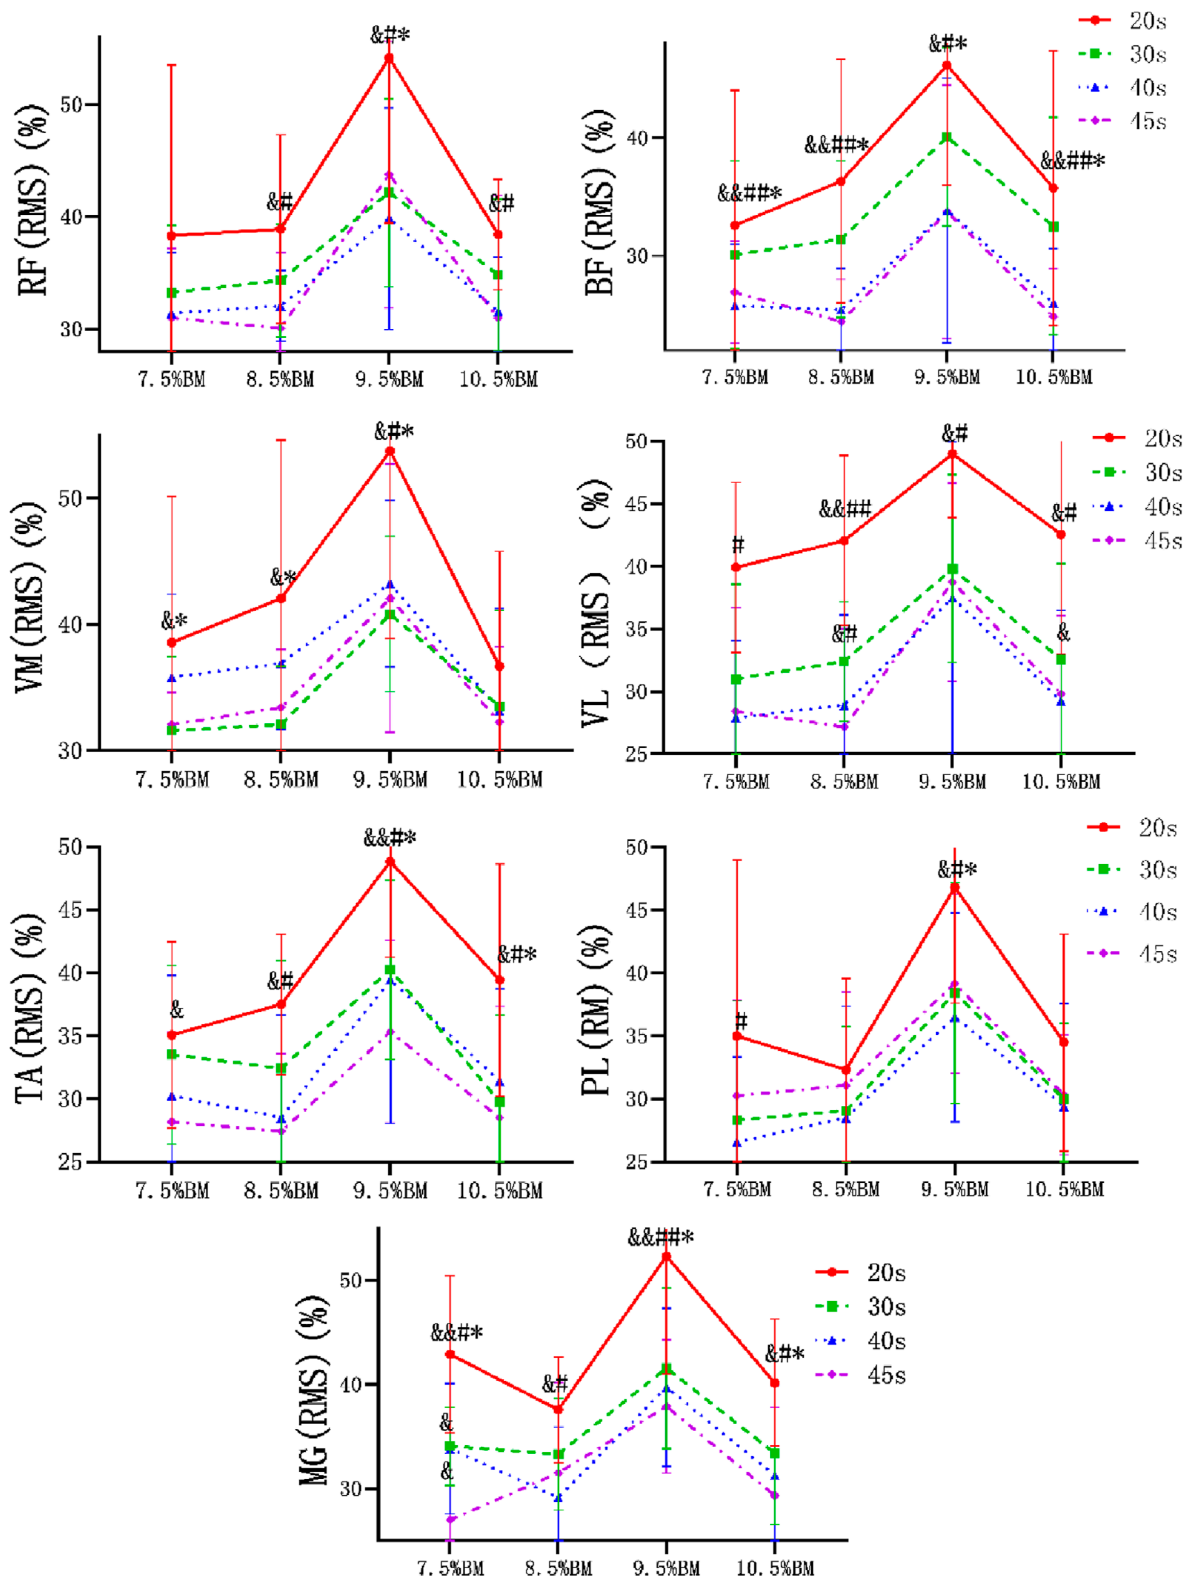 RF(RMS)(%)
50
40
30
&#*
&#
&#
7.5%BM 8.5%BM 9.5%BM 10.5%BM
BF(RMS)(%)
40
30
&#*
&&##*
&&##*
&&##*
7.5%BM 8.5%BM 9.5%BM 10.5%BM
20s
30s
40s
45s
VM(RMS)(%)
50
40
30
&#*
&*
&*
7.5%BM 8.5%BM 9.5%BM 10.5%BM
VL (RMS) (%)
50
45
40
35
30
25
&#
&&##
&#
#
&#
&
7.5%BM 8.5%BM 9.5%BM 10.5%BM
20s
30s
40s
45s
TA(RMS)(%)
50
45
40
35
30
25
&&#*
&#
&#*
&
7.5%BM 8.5%BM 9.5%BM 10.5%BM
PL((RM)(%)
50
45
40
35
30
25
&#*
#
7.5%BM 8.5%BM 9.5%BM 10.5%BM
20s
30s
40s
45s
MG(RMS)(%)
50
40
30
&&##*
&&#*
&#*
&#
&
&
7.5%BM 8.5%BM 9.5%BM 10.5%BM
20s
30s
40s
45s